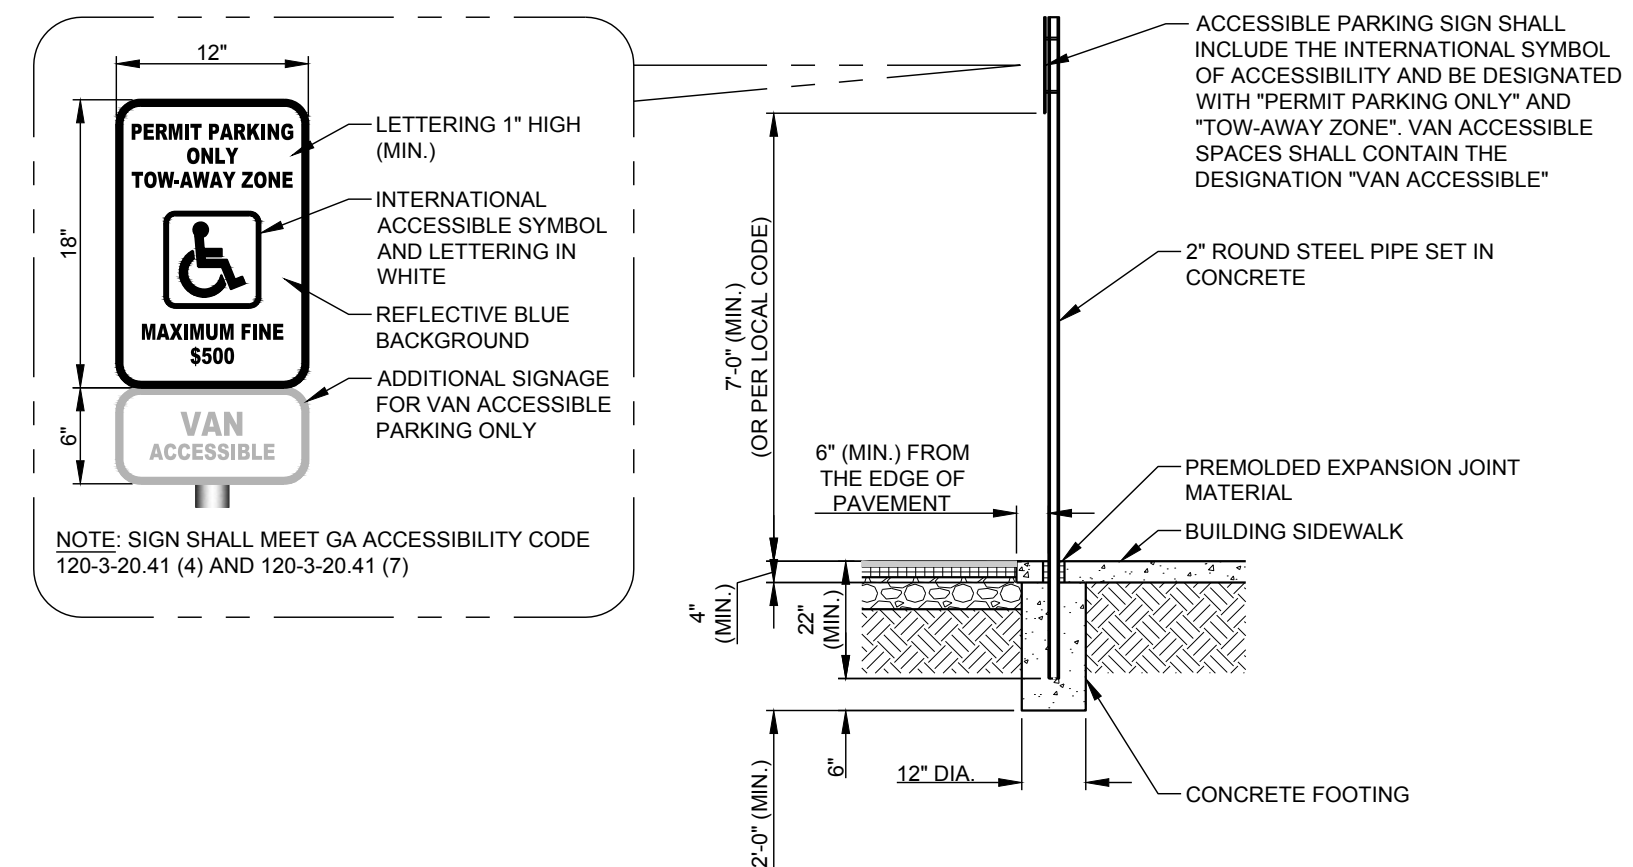 12"
18"
6"
PERMIT PARKING
ONLY
TOW-AWAY ZONE
MAXIMUM FINE
$500
VAN
ACCESSIBLE
LETTERING 1" HIGH
(MIN.)
INTERNATIONAL
ACCESSIBLE SYMBOL
AND LETTERING IN
WHITE
REFLECTIVE BLUE
BACKGROUND
ADDITIONAL SIGNAGE
FOR VAN ACCESSIBLE
PARKING ONLY
NOTE: SIGN SHALL MEET GA ACCESSIBILITY CODE
120-3-20.41 (4) AND 120-3-20.41 (7)
ACCESSIBLE PARKING SIGN SHALL
INCLUDE THE INTERNATIONAL SYMBOL
OF ACCESSIBILITY AND BE DESIGNATED
WITH "PERMIT PARKING ONLY" AND
"TOW-AWAY ZONE". VAN ACCESSIBLE
SPACES SHALL CONTAIN THE
DESIGNATION "VAN ACCESSIBLE"
2" ROUND STEEL PIPE SET IN
CONCRETE
7'-0" (MIN.)
(OR PER LOCAL CODE)
6" (MIN.) FROM
THE EDGE OF
PAVEMENT
PREMOLDED EXPANSION JOINT
MATERIAL
BUILDING SIDEWALK
4"
(MIN.)
22"
(MIN.)
2'-0" (MIN.)
6"
12" DIA.
CONCRETE FOOTING